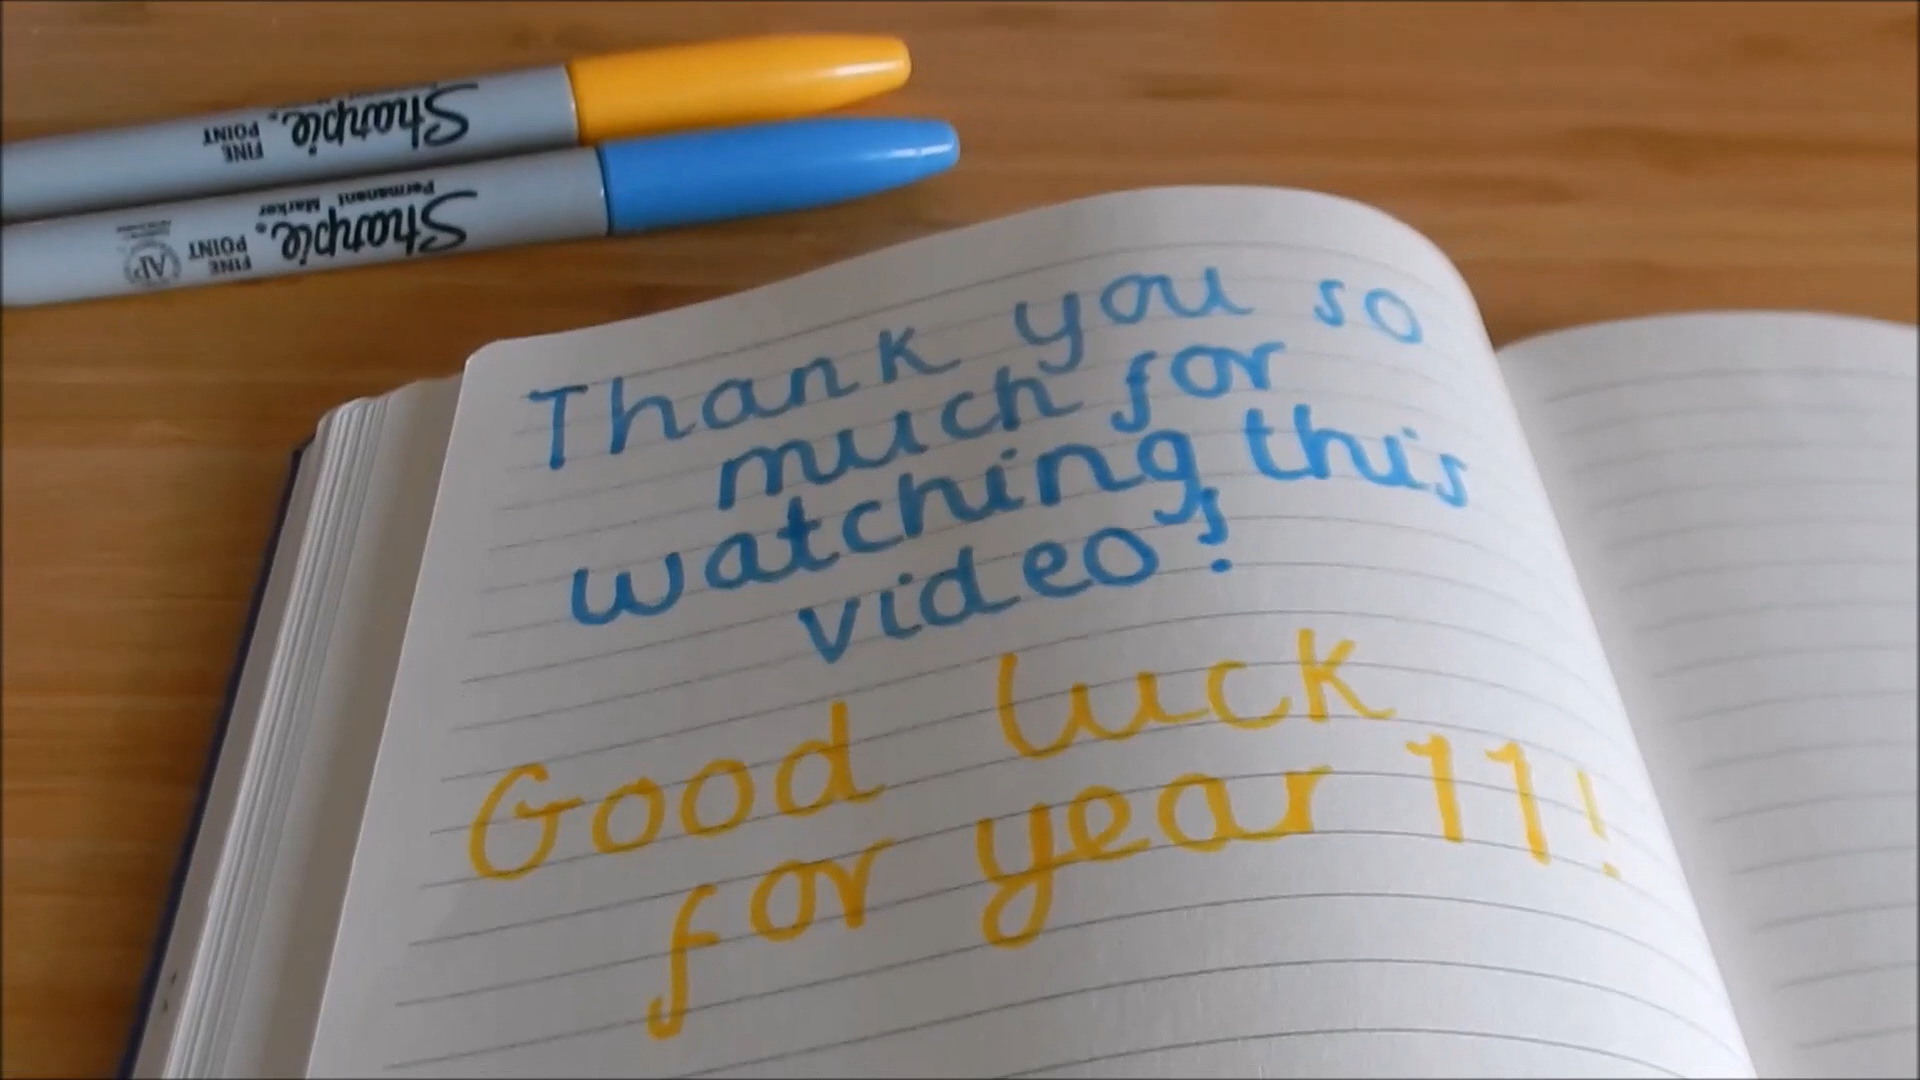 Sharpie.
FINE
POINT
Sharpie.
Permanent
Marker
FINE
POINT
AP
Thank you so
much for
watching this
video!
Good luck
for year 11!